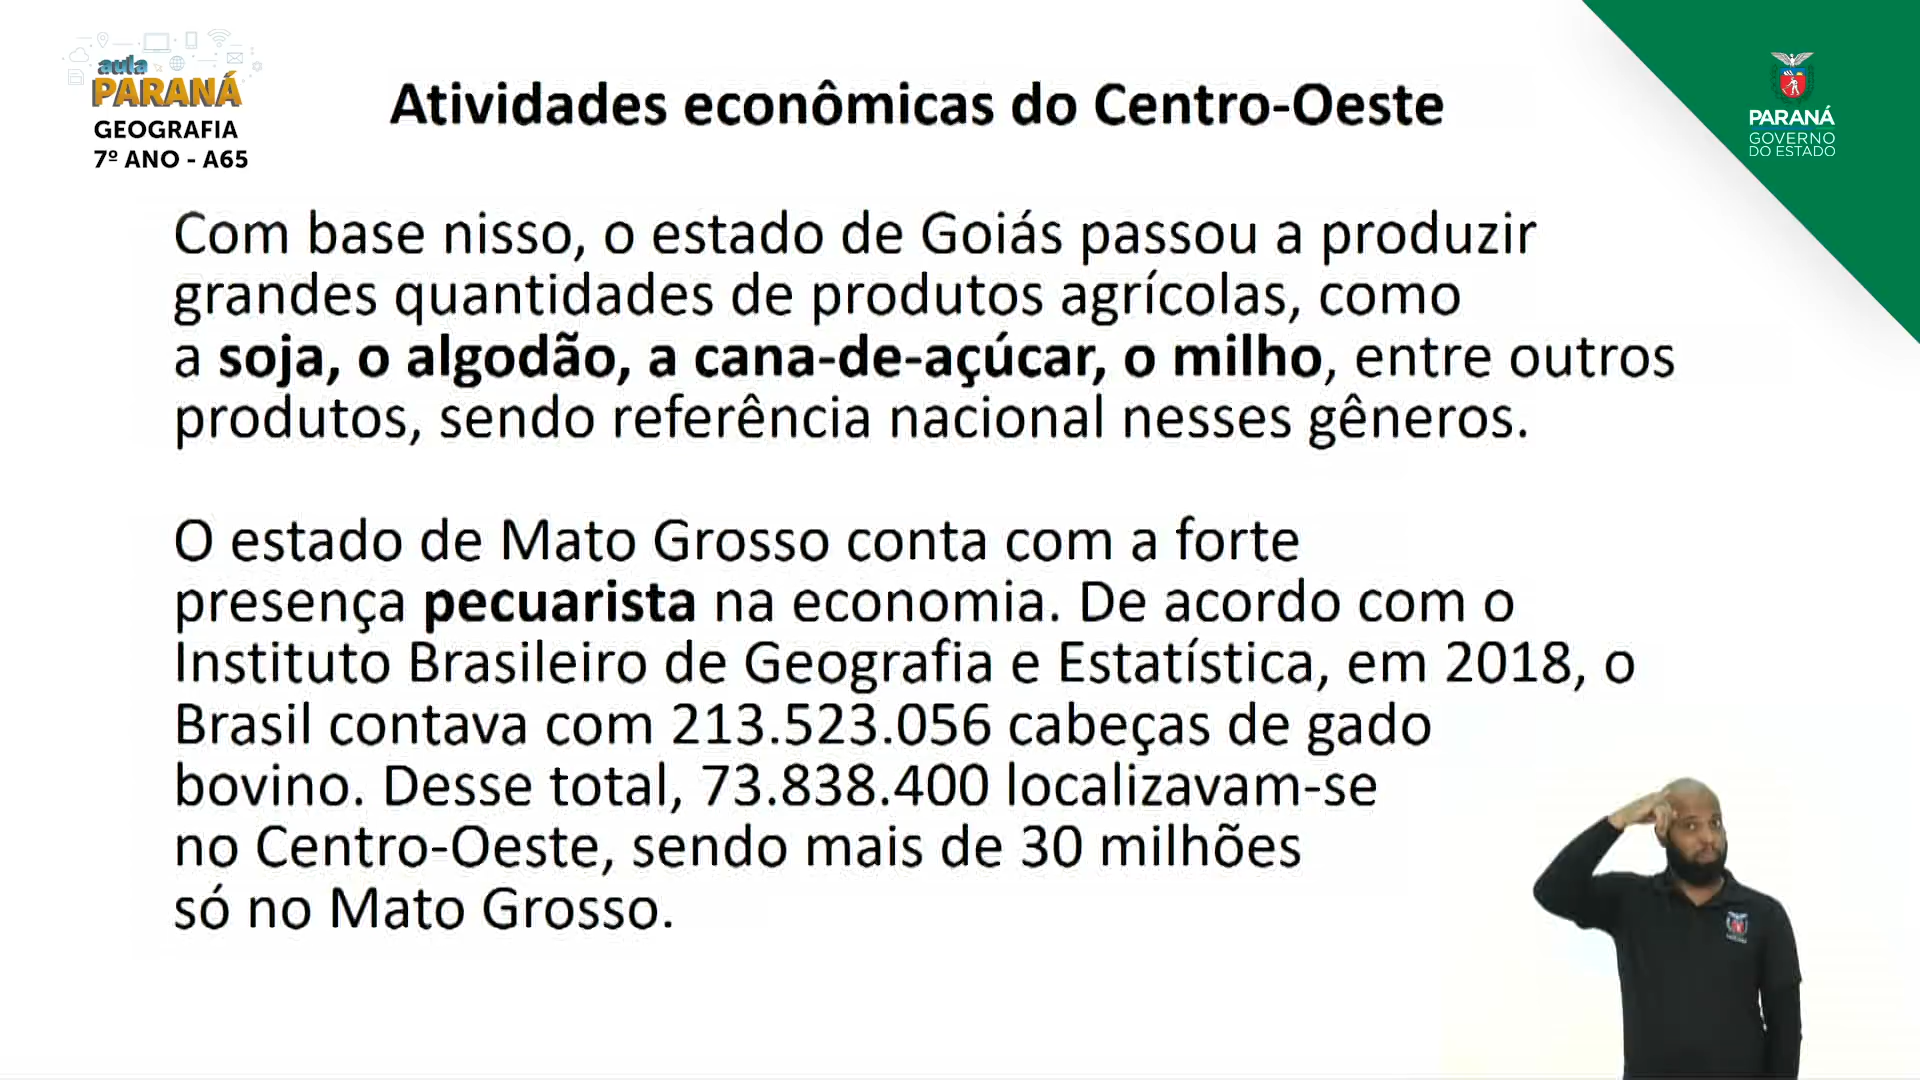 aula
PARANÁ
GEOGRAFIA
7º ANO - A65
Atividades econômicas do Centro-Oeste
PARANÁ
GOVERNO
DO ESTADO
Com base nisso, o estado de Goiás passou a produzir
grandes quantidades de produtos agrícolas, como
a soja, o algodão, a cana-de-açúcar, o milho, entre outros
produtos, sendo referência nacional nesses gêneros.
O estado de Mato Grosso conta com a forte
presença pecuarista na economia. De acordo com o
Instituto Brasileiro de Geografia e Estatística, em 2018, o
Brasil contava com 213.523.056 cabeças de gado
bovino. Desse total, 73.838.400 localizavam-se
no Centro-Oeste, sendo mais de 30 milhões
só no Mato Grosso.